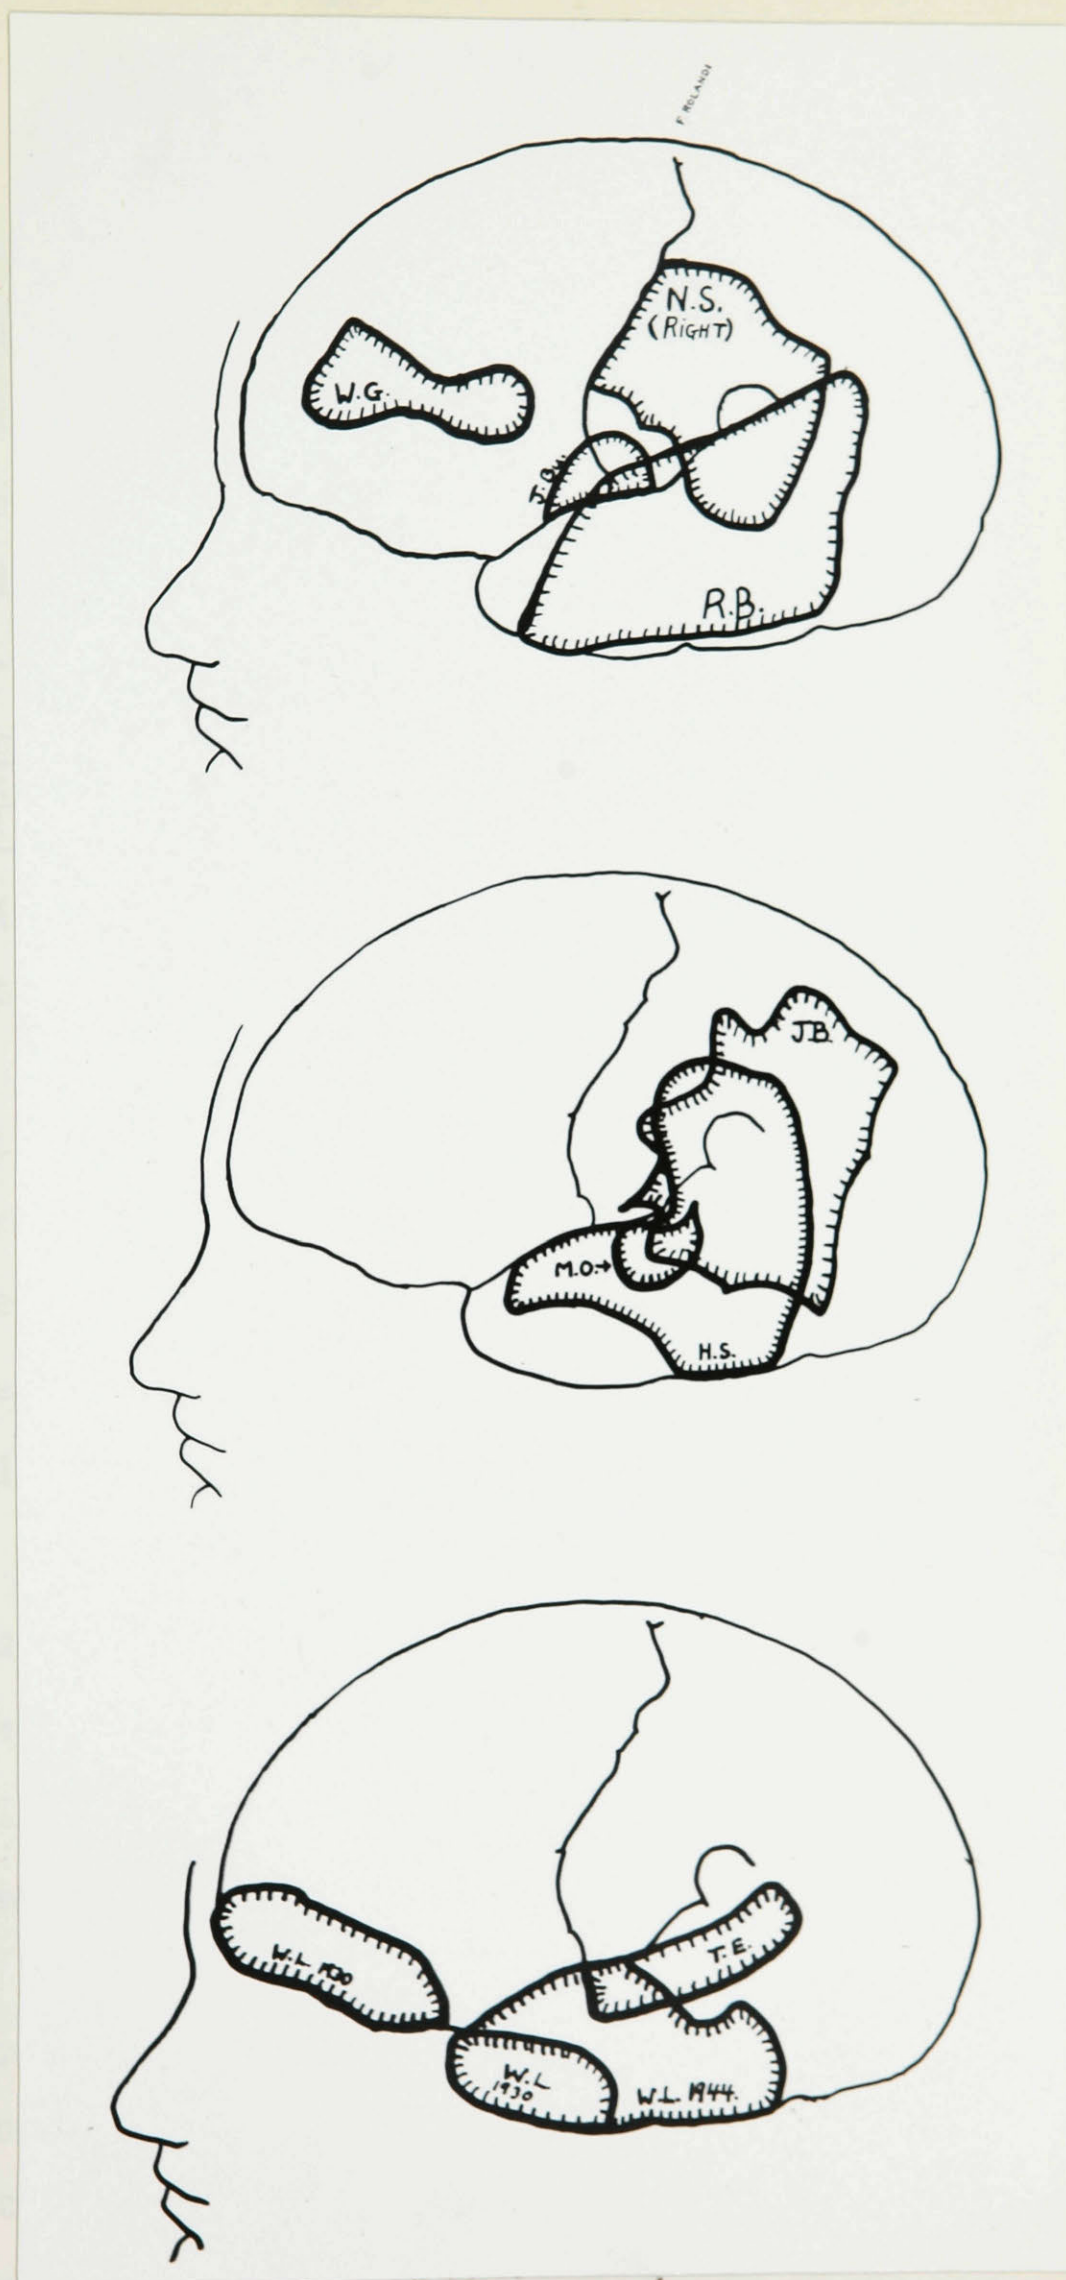 F. ROLANDI
N.S.
(RIGHT)
W.G.
R.B.
J.B.
M.O.→
H.S.
T.E.
W.L. 1930
W.L
1930
W.L. 1944.